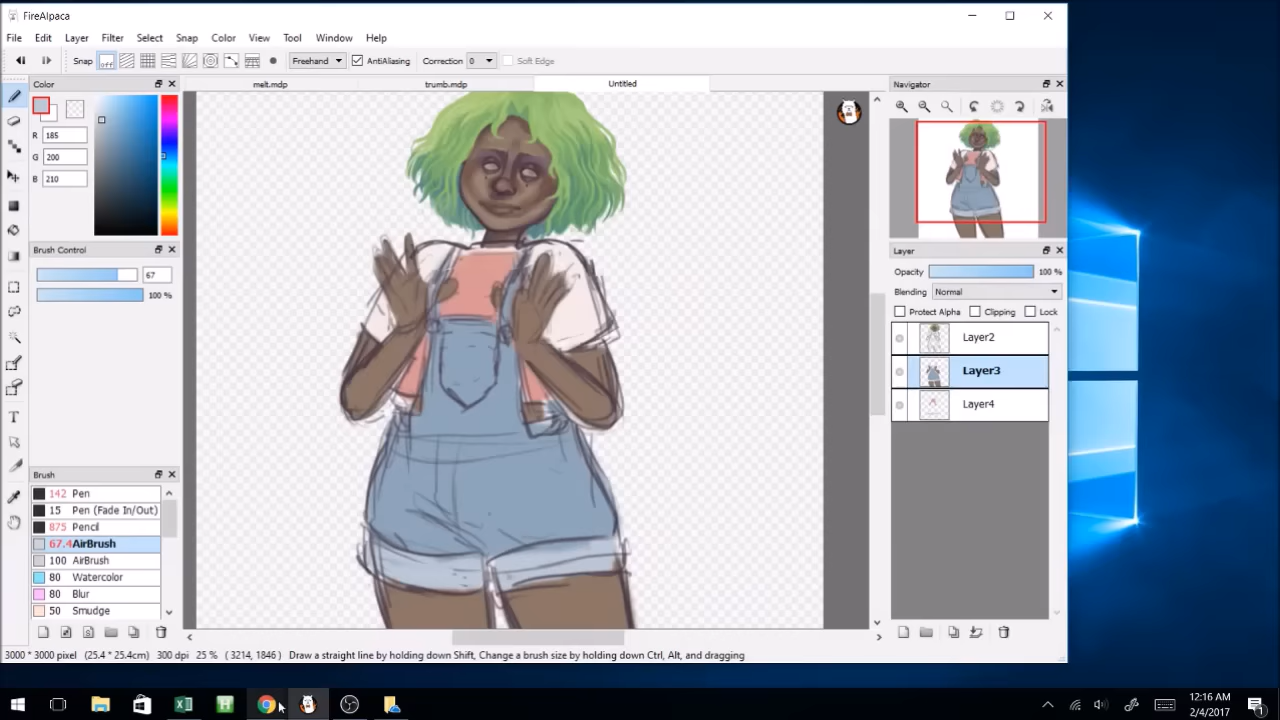 FireAlpaca
File Edit Layer Filter Select Snap Color View Tool Window Help
Snap off Freehand AntiAliasing Correction 0 Soft Edge
Color melt.mdp trumb.mdp Untitled Navigator
R 185
G 200
B 210
Brush Control
67
100 %
Layer
Opacity 100 %
Blending Normal
Protect Alpha Clipping Lock
Layer2
Layer3
Layer4
Brush
142 Pen
15 Pen (Fade In/Out)
875 Pencil
67.4 AirBrush
100 AirBrush
80 Watercolor
80 Blur
50 Smudge
3000 * 3000 pixel (25.4 * 25.4cm) 300 dpi 25 % ( 3214, 1846 ) Draw a straight line by holding down Shift, Change a brush size by holding down Ctrl, Alt, and dragging
12:16 AM
2/4/2017
1